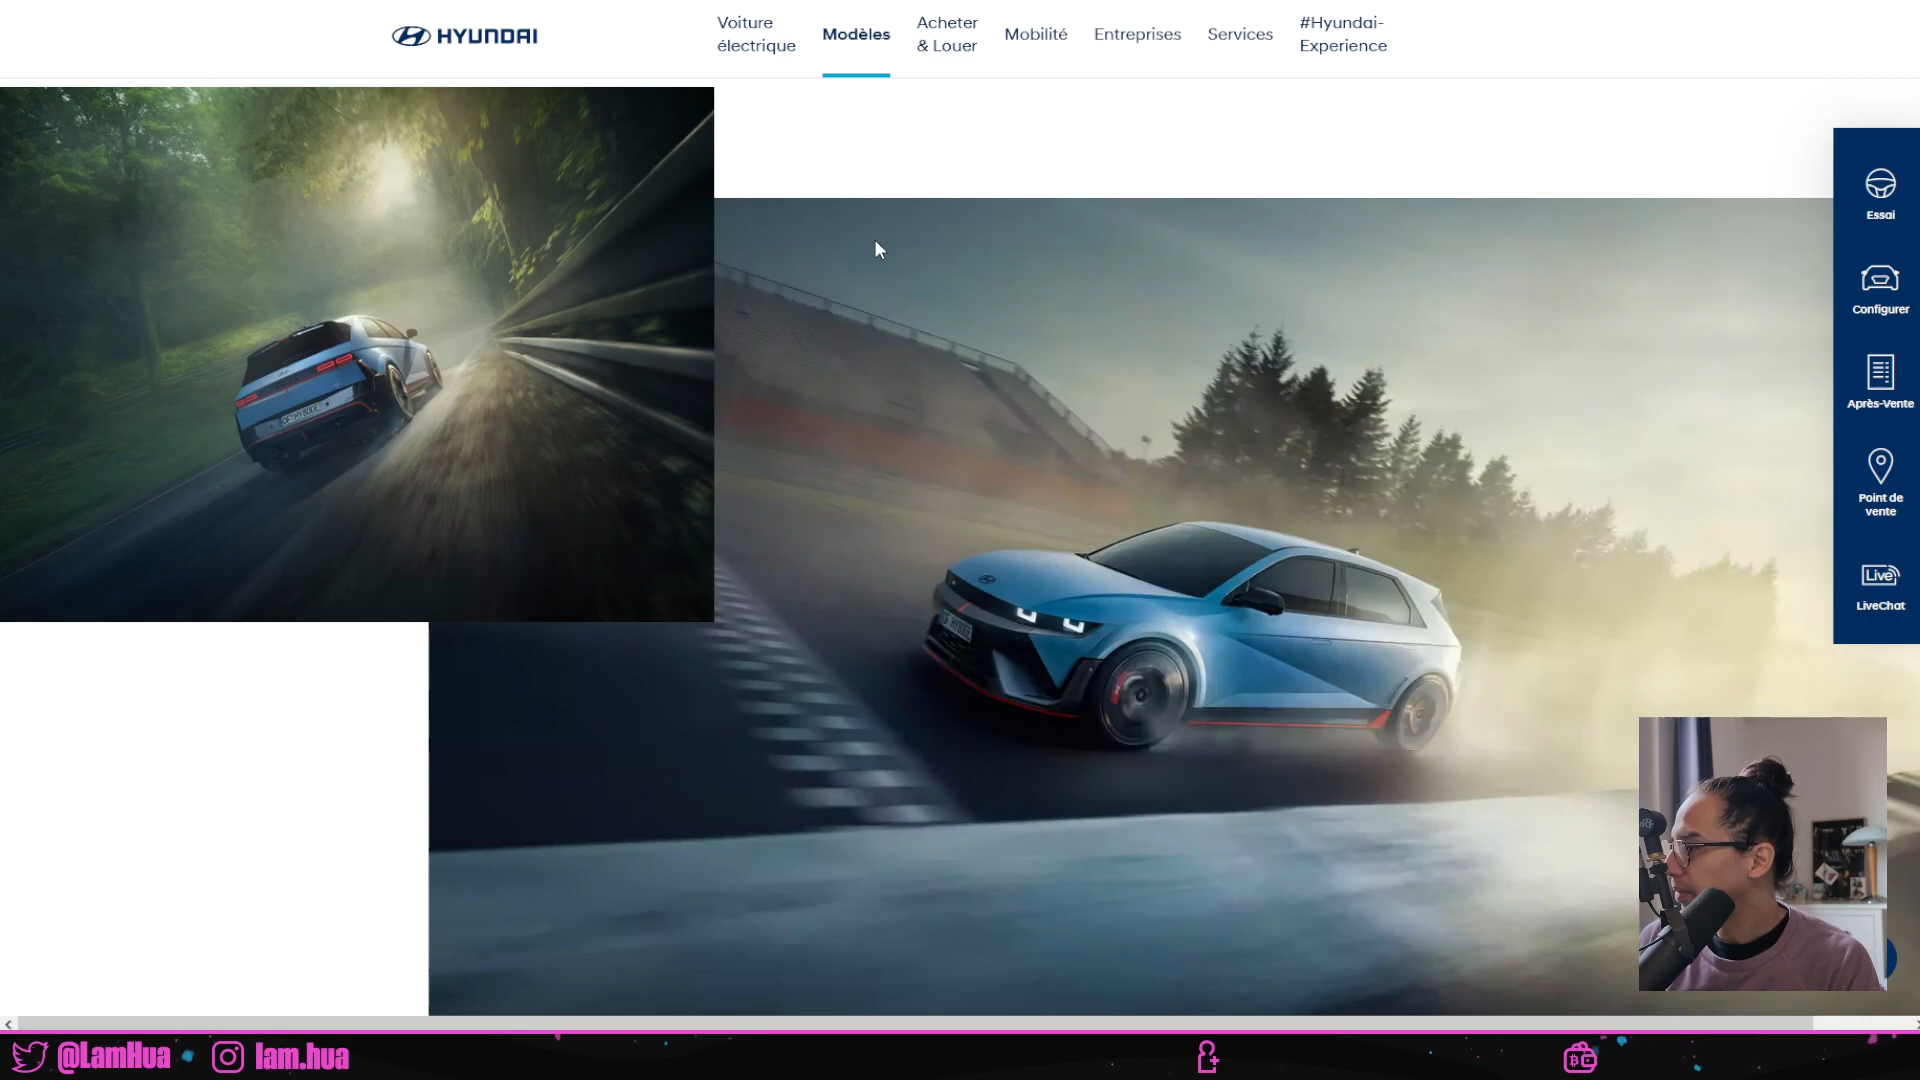 HYUNDAI
Voiture
électrique
Modèles
Acheter
& Louer
Mobilité
Entreprises
Services
#Hyundai-
Experience
Essai
Configurer
Après-Vente
Point de
vente
Live
LiveChat
@LamHua
lam.hua